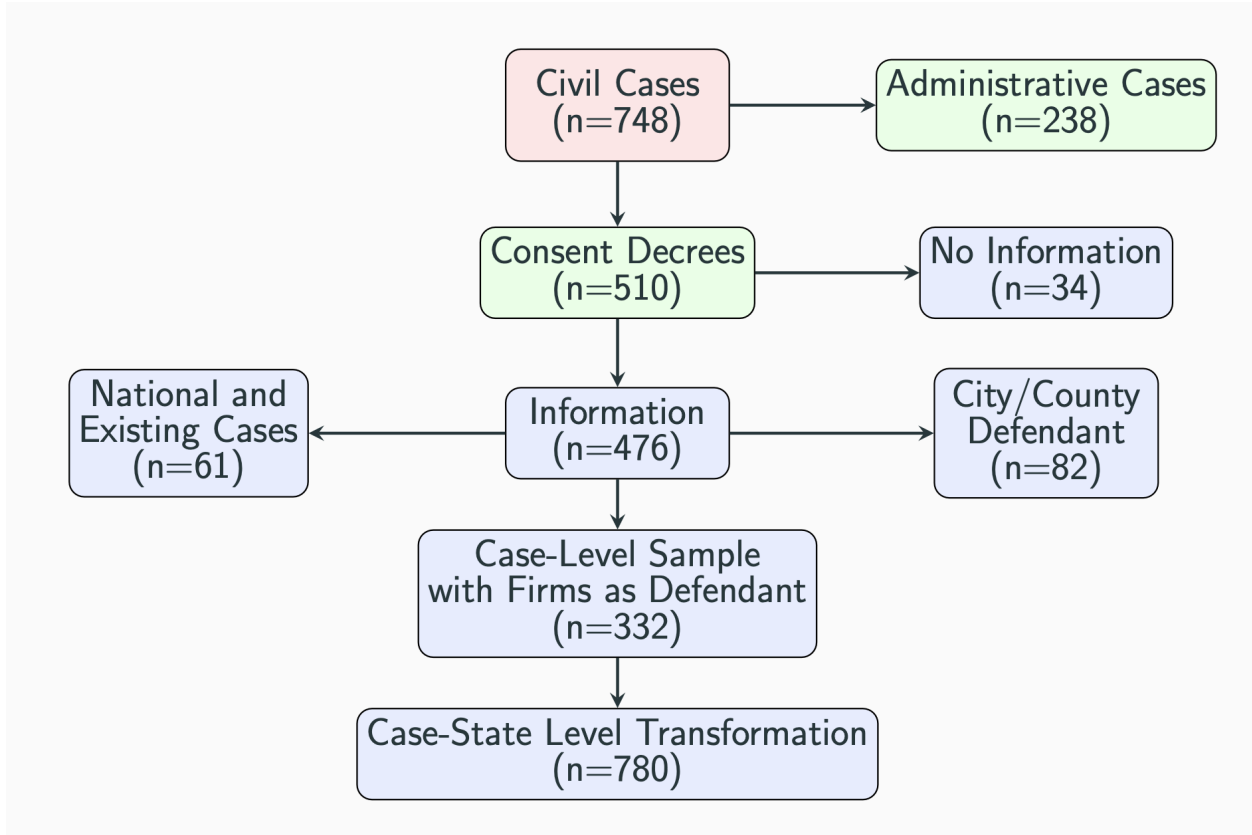 Civil Cases
(n=748)
Administrative Cases
(n=238)
Consent Decrees
(n=510)
No Information
(n=34)
National and
Existing Cases
(n=61)
Information
(n=476)
City/County
Defendant
(n=82)
Case-Level Sample
with Firms as Defendant
(n=332)
Case-State Level Transformation
(n=780)